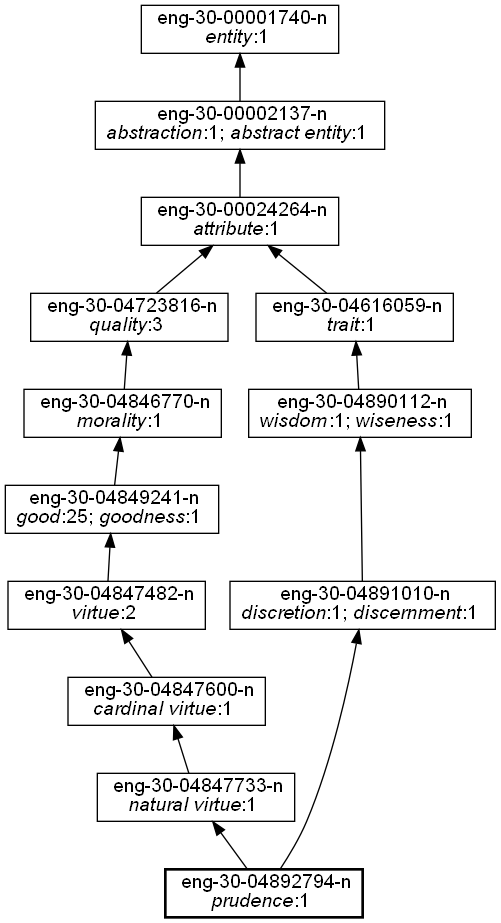 eng-30-00001740-n
entity:1
eng-30-00002137-n
abstraction:1; abstract entity:1
eng-30-00024264-n
attribute:1
eng-30-04723816-n
quality:3
eng-30-04616059-n
trait:1
eng-30-04846770-n
morality:1
eng-30-04890112-n
wisdom:1; wiseness:1
eng-30-04849241-n
good:25; goodness:1
eng-30-04847482-n
virtue:2
eng-30-04891010-n
discretion:1; discernment:1
eng-30-04847600-n
cardinal virtue:1
eng-30-04847733-n
natural virtue:1
eng-30-04892794-n
prudence:1